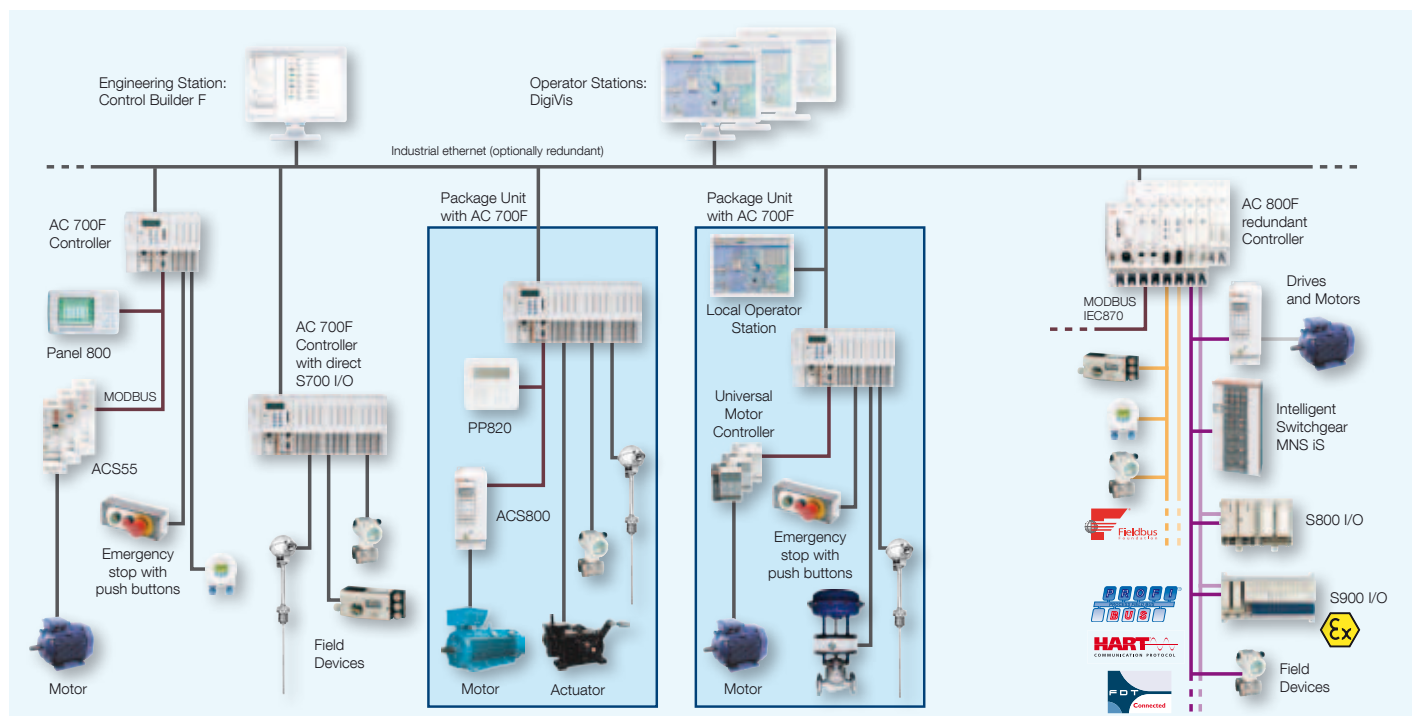 Engineering Station:
Control Builder F
Operator Stations:
DigiVis
Industrial ethernet (optionally redundant)
AC 700F
Controller
Panel 800
MODBUS
ACS55
Emergency
stop with
push buttons
Motor
AC 700F
Controller
with direct
S700 I/O
Field
Devices
Package Unit
with AC 700F
PP820
ACS800
Motor
Actuator
Package Unit
with AC 700F
Local Operator
Station
Universal
Motor
Controller
Emergency
stop with
push buttons
Motor
AC 800F
redundant
Controller
MODBUS
IEC870
Drives
and Motors
Intelligent
Switchgear
MNS iS
S800 I/O
S900 I/O
Ex
Field
Devices
Fieldbus
Foundation
PROFI
BUS
HART
COMMUNICATION PROTOCOL
FDT
Connected